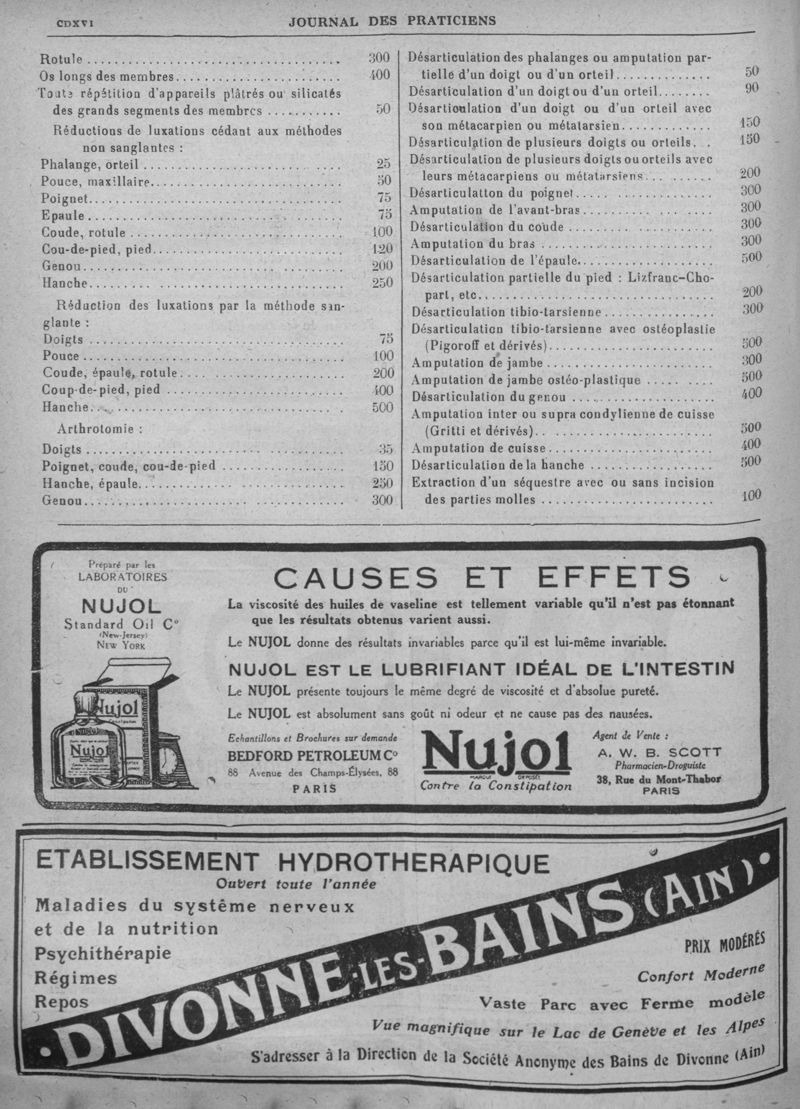 CDXVI
JOURNAL DES PRATICIENS
Rotule 300
Os longs des membres 400
Toute répétition d'appareils plâtrés ou silicatés
des grands segments des membres 50
Réductions de luxations cédant aux méthodes
non sanglantes :
Phalange, orteil 25
Pouce, maxillaire 50
Poignet 75
Epaule 75
Coude, rotule 100
Cou-de-pied, pied 120
Genou 200
Hanche 250
Réduction des luxations par la méthode san-
glante :
Doigts 75
Pouce 100
Coude, épaule, rotule 200
Coup-de-pied, pied 400
Hanche 500
Arthrotomie :
Doigts 35
Poignet, coude, cou-de-pied 150
Hanche, épaule 250
Genou 300
Désarticulation des phalanges ou amputation par-
tielle d'un doigt ou d'un orteil 50
Désarticulation d'un doigt ou d'un orteil 90
Désarticulation d'un doigt ou d'un orteil avec
son métacarpien ou métatarsien 150
Désarticulation de plusieurs doigts ou orteils 150
Désarticulation de plusieurs doigts ou orteils avec
leurs métacarpiens ou métatarsiens 200
Désarticulatton du poignet 300
Amputation de l'avant-bras 300
Désarticulation du coude 300
Amputation du bras 300
Désarticulation de l'épaule 500
Désarticulation partielle du pied : Lizfranc-Cho-
part, etc. 200
Désarticulation tibio-tarsienne 300
Désarticulation tibio-tarsienne avec ostéoplastie
(Pigoroff et dérivés) 500
Amputation de jambe 300
Amputation de jambe ostéo-plastique 500
Désarticulation du genou 400
Amputation inter ou supra condylienne de cuisse
(Gritti et dérivés) 500
Amputation de cuisse 400
Désarticulation de la hanche 500
Extraction d'un séquestre avec ou sans incision
des parties molles 100
Préparé par les
LABORATOIRES
DU
NUJOL
Standard Oil Co
(New-Jersey)
NEW YORK
Nujol
Constipation
Nujol
CAUSES ET EFFETS
La viscosité des huiles de vaseline est tellement variable qu'il n'est pas étonnant
que les résultats obtenus varient aussi.
Le NUJOL donne des résultats invariables parce qu'il est lui-même invariable.
NUJOL EST LE LUBRIFIANT IDÉAL DE L'INTESTIN
Le NUJOL présente toujours le même degré de viscosité et d'absolue pureté.
Le NUJOL est absolument sans goût ni odeur et ne cause pas des nausées.
Echantillons et Brochures sur demande
BEDFORD PETROLEUM Co
88 Avenue des Champs-Élysées, 88
PARIS
Nujol
MARQUE DÉPOSÉE
Contre la Constipation
Agent de Vente :
A. W. B. SCOTT
Pharmacien-Droguiste
38, Rue du Mont-Thabor
PARIS
ETABLISSEMENT HYDROTHERAPIQUE
Ouvert toute l'année
Maladies du système nerveux
et de la nutrition
Psychithérapie
Régimes
Repos
DIVONNE-LES-BAINS (AIN)
PRIX MODÉRÉS
Confort Moderne
Vaste Parc avec Ferme modèle
Vue magnifique sur le Lac de Genève et les Alpes
S'adresser à la Direction de la Société Anonyme des Bains de Divonne (Ain)